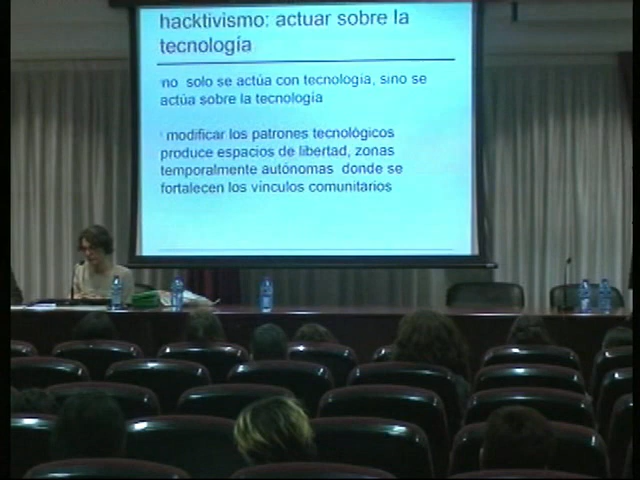 hacktivismo: actuar sobre la
tecnología
no solo se actúa con tecnología, sino se
actúa sobre la tecnología
modificar los patrones tecnológicos
produce espacios de libertad, zonas
temporalmente autónomas donde se
fortalecen los vínculos comunitarios